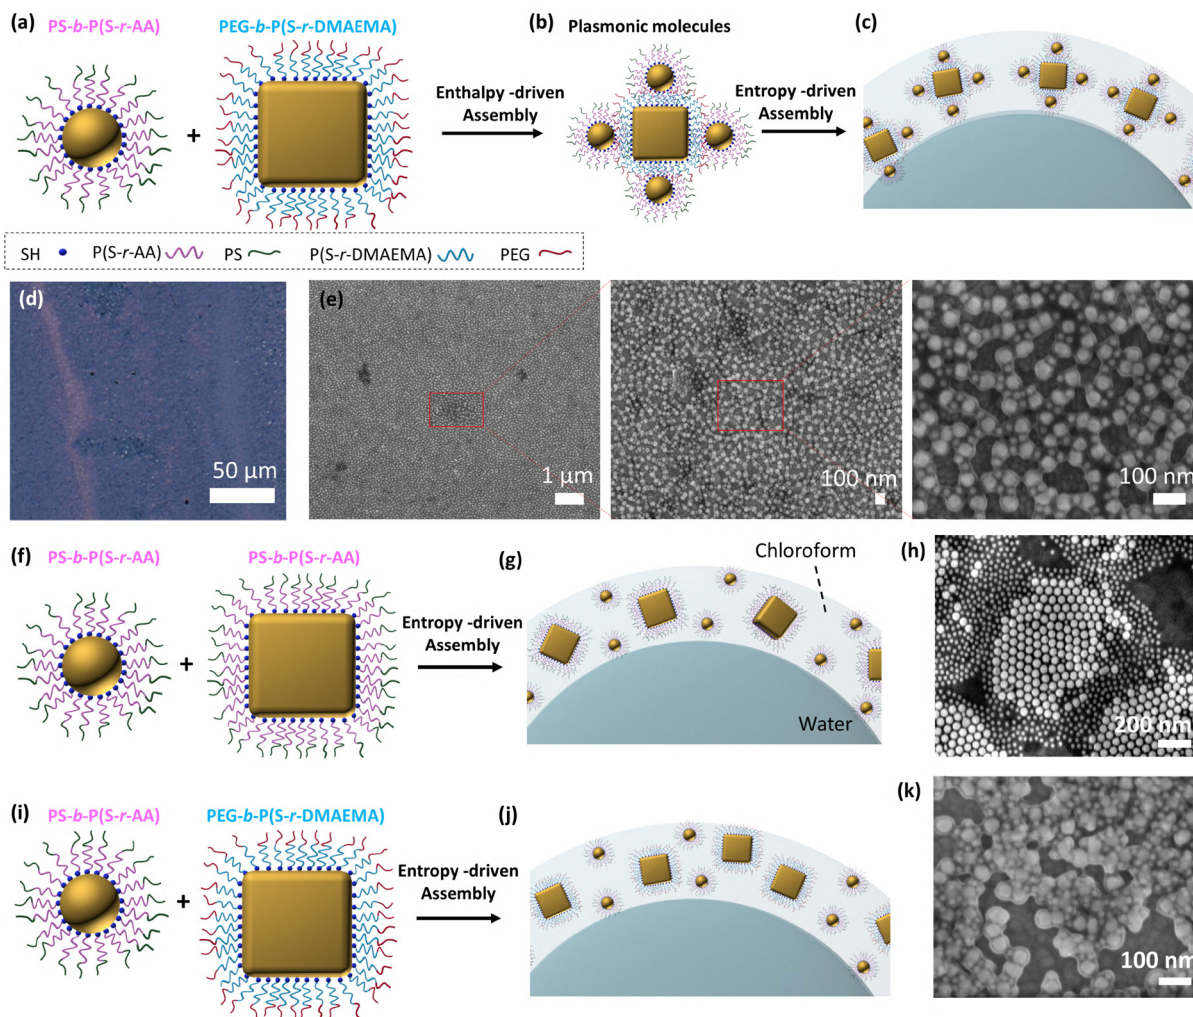 (a)
PS-b-P(S-r-AA)
PEG-b-P(S-r-DMAEMA)
+
Enthalpy -driven
Assembly
(b)
Plasmonic molecules
Entropy -driven
Assembly
(c)
SH
P(S-r-AA)
PS
P(S-r-DMAEMA)
PEG
(d)
50 μm
(e)
1 μm
100 nm
100 nm
(f)
PS-b-P(S-r-AA)
PS-b-P(S-r-AA)
+
Entropy -driven
Assembly
(g)
Chloroform
Water
(h)
200 nm
(i)
PS-b-P(S-r-AA)
PEG-b-P(S-r-DMAEMA)
+
Entropy -driven
Assembly
(j)
(k)
100 nm